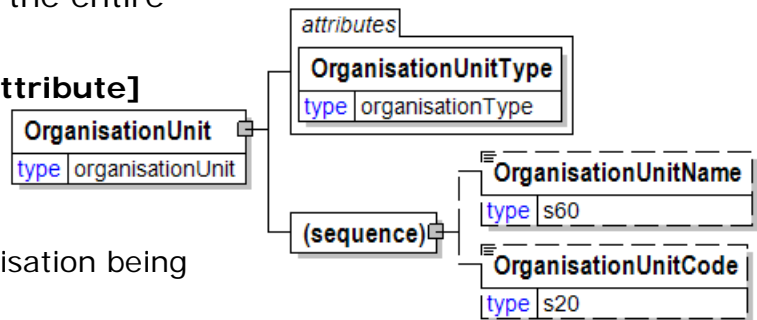 the entire
ttribute]
isation being
attributes
OrganisationUnitType
type organisationType
OrganisationUnit
type organisationUnit
(sequence)
OrganisationUnitName
type s60
OrganisationUnitCode
type s20